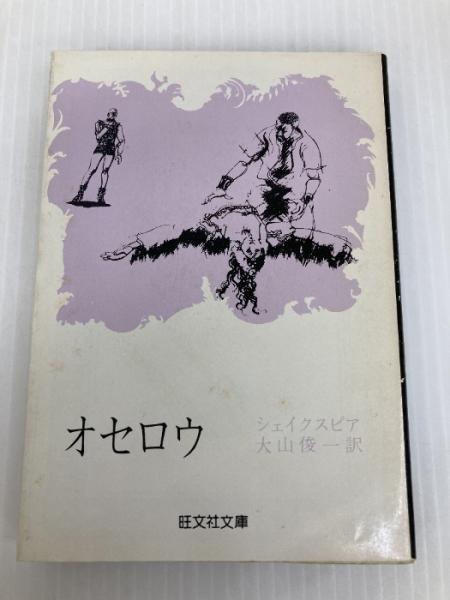 オセロウ
シェイクスピア
大山俊一訳
旺文社文庫